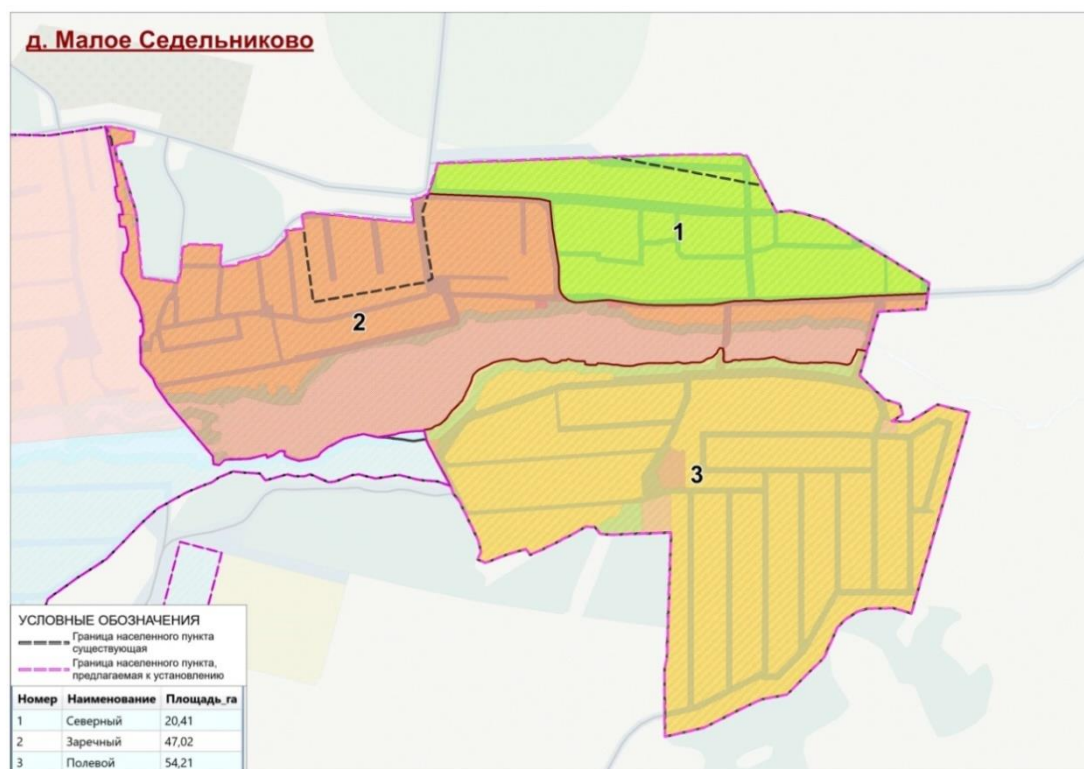 д. Малое Седельниково
1
2
3
УСЛОВНЫЕ ОБОЗНАЧЕНИЯ
Граница населенного пункта
существующая
Граница населенного пункта,
предлагаемая к установлению
Номер Наименование Площадь_га
1 Северный 20,41
2 Заречный 47,02
3 Полевой 54,21